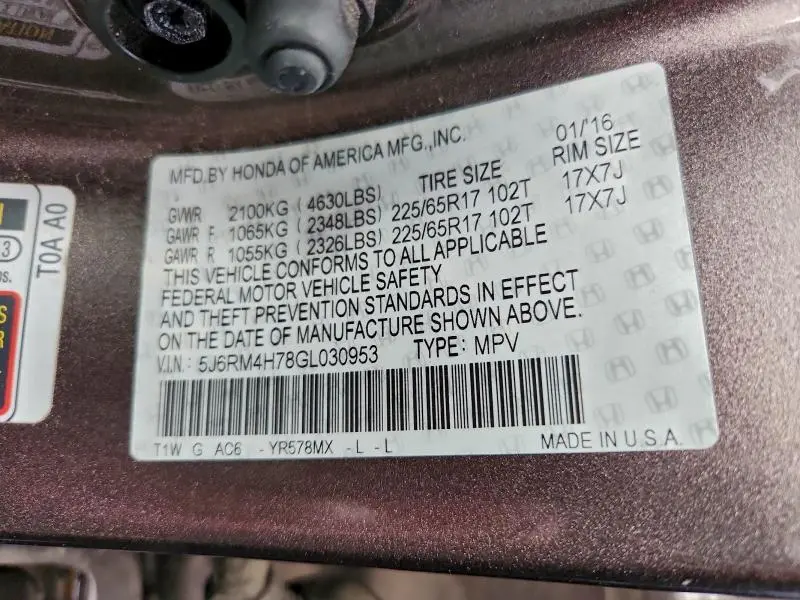 MFD.BY HONDA OF AMERICA MFG.,INC. 01/'16
TIRE SIZE RIM SIZE
GVWR 2100KG (4630LBS)
GAWR F 1065KG (2348LBS) 225/65R17 102T 17X7J
GAWR R 1055KG (2326LBS) 225/65R17 102T 17X7J
THIS VEHICLE CONFORMS TO ALL APPLICABLE
FEDERAL MOTOR VEHICLE SAFETY
AND THEFT PREVENTION STANDARDS IN EFFECT
ON THE DATE OF MANUFACTURE SHOWN ABOVE.
V.I.N.: 5J6RM4H78GL030953 TYPE: MPV
T1W G AC6 -YR578MX -L -L MADE IN U.S.A.
T0A A0
3